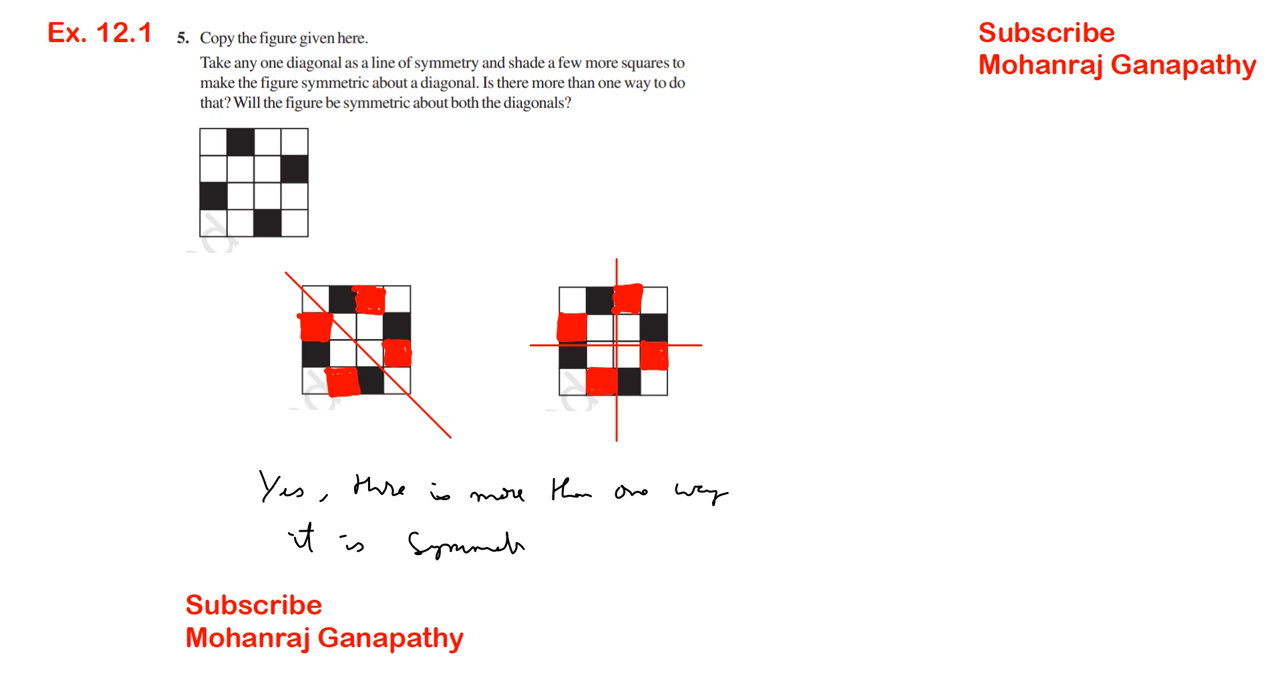 Ex. 12.1
5. Copy the figure given here.
Take any one diagonal as a line of symmetry and shade a few more squares to
make the figure symmetric about a diagonal. Is there more than one way to do
that? Will the figure be symmetric about both the diagonals?
Subscribe
Mohanraj Ganapathy
Yes, there is more than one way
it is
Subscribe
Mohanraj Ganapathy